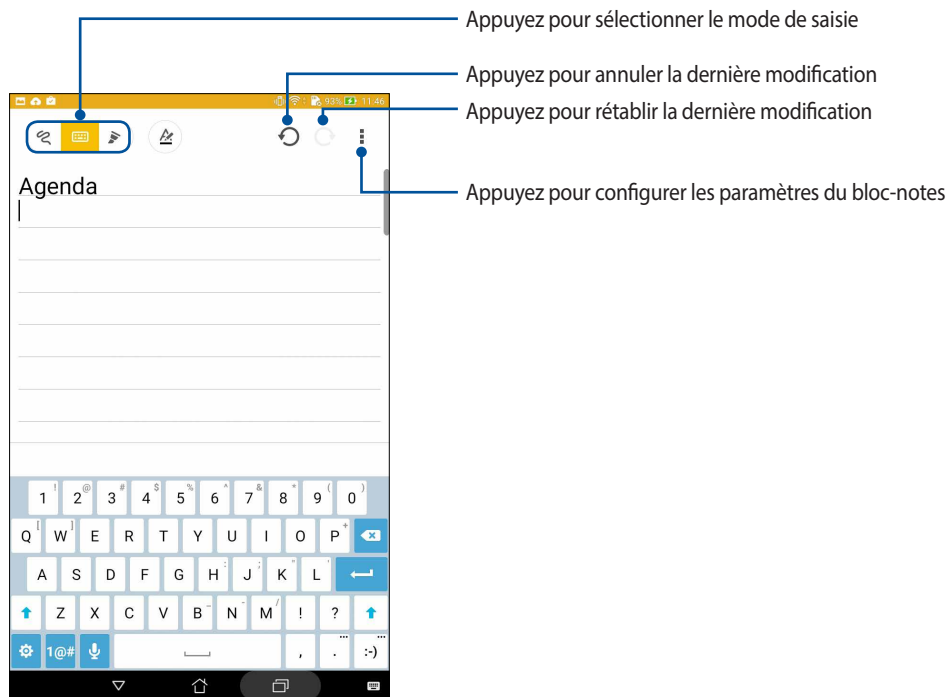 Appuyez pour sélectionner le mode de saisie
Appuyez pour annuler la dernière modification
Appuyez pour rétablir la dernière modification
93% 11:46
Appuyez pour configurer les paramètres du bloc-notes
Agenda
1 ! 2 @ 3 # 4 $ 5 % 6 ^ 7 & 8 * 9 ( 0 )
Q [ W ] E R T Y U I O P +
A S D F G H : J ; K " L '
Z X C V B _ N - M / ! ?
1@# , . ... :-) ...